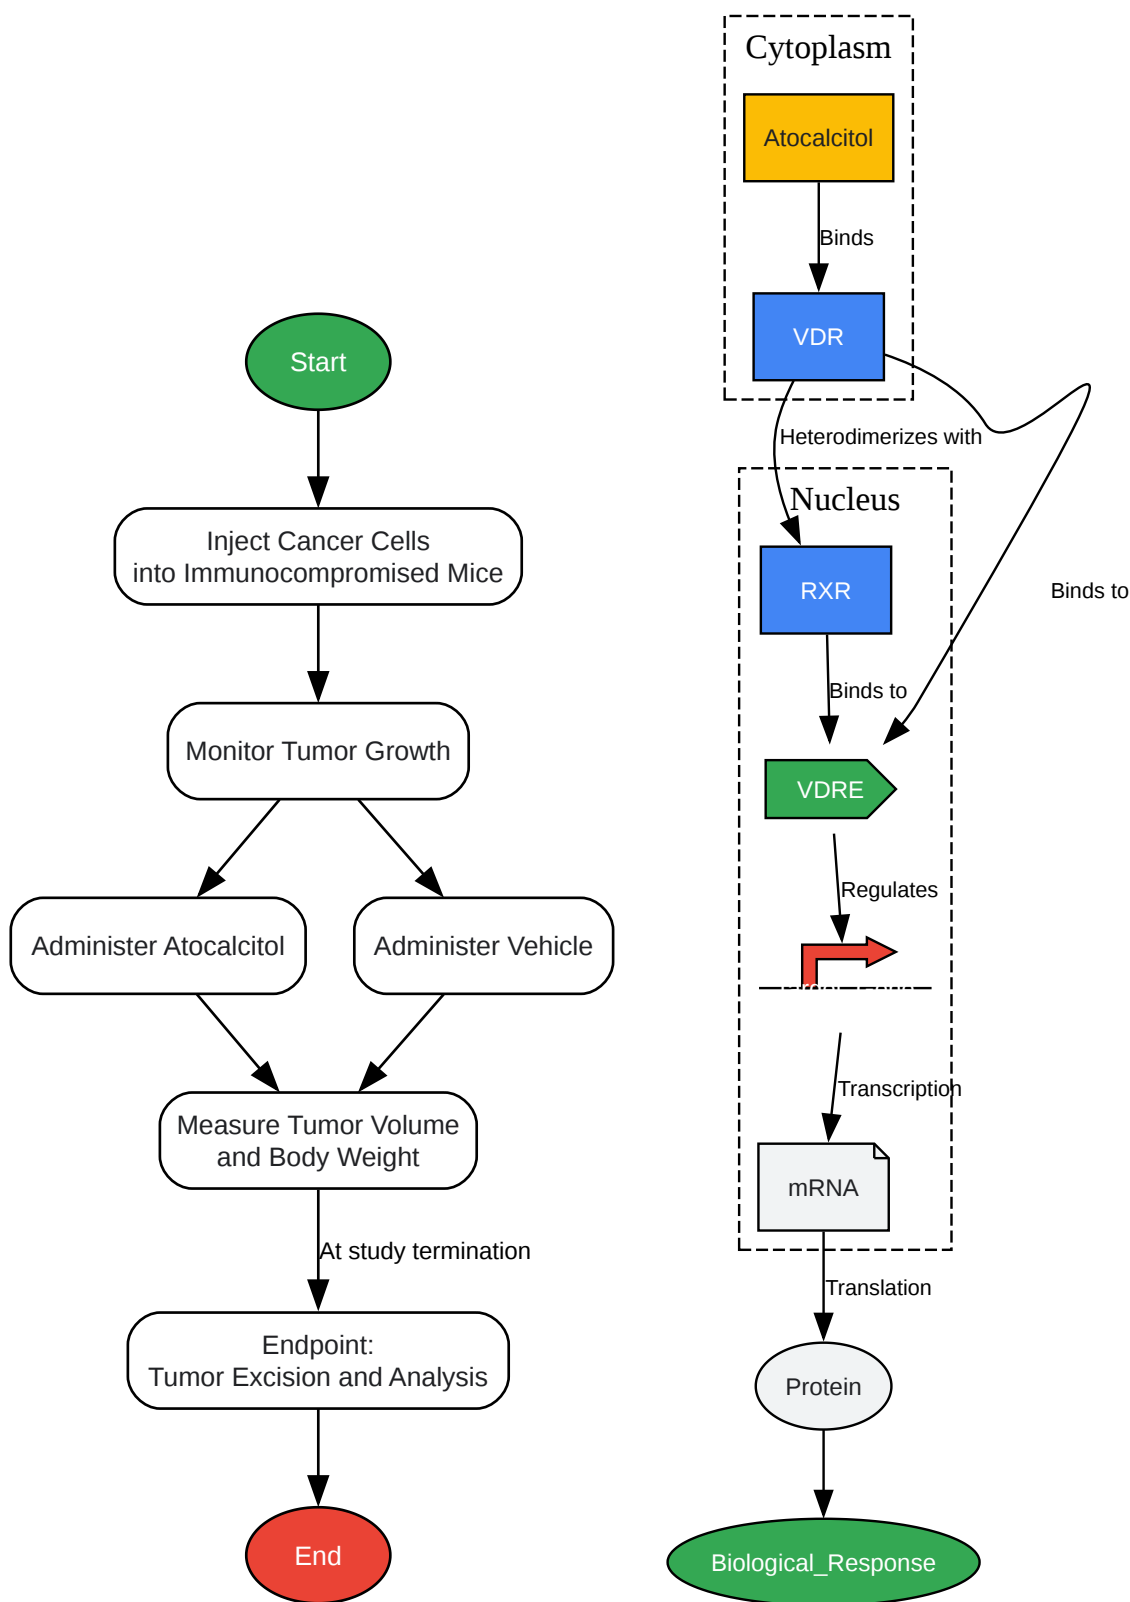 Start
Inject Cancer Cells
into Immunocompromised Mice
Monitor Tumor Growth
Administer Atocalcitol
Administer Vehicle
Measure Tumor Volume
and Body Weight
At study termination
Endpoint:
Tumor Excision and Analysis
End
Cytoplasm
Atocalcitol
Binds
VDR
Heterodimerizes with
Nucleus
RXR
Binds to
Binds to
VDRE
Regulates
Transcription
mRNA
Translation
Protein
Biological_Response